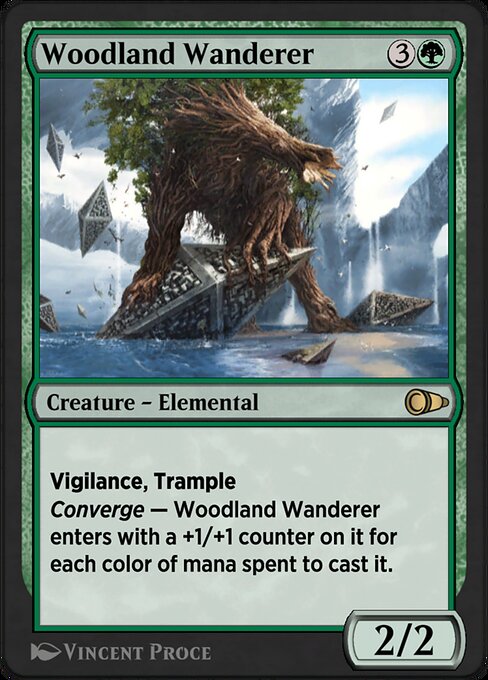 Woodland Wanderer 3
Creature – Elemental
Vigilance, Trample
Converge — Woodland Wanderer
enters with a +1/+1 counter on it for
each color of mana spent to cast it.
2/2
Vincent Proce